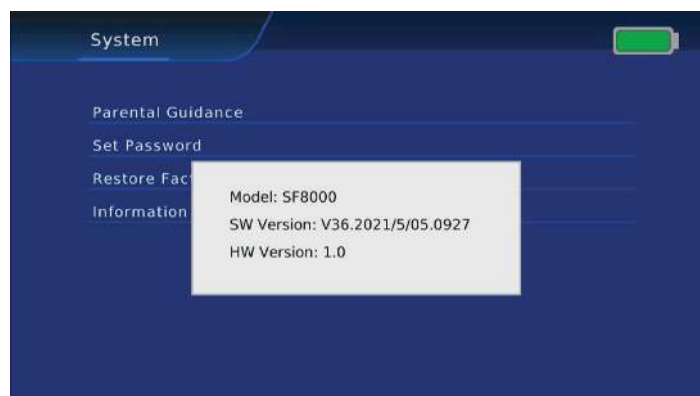 System
Parental Guidance
Set Password
Restore Fac
Information
Model: SF8000
SW Version: V36.2021/5/05.0927
HW Version: 1.0